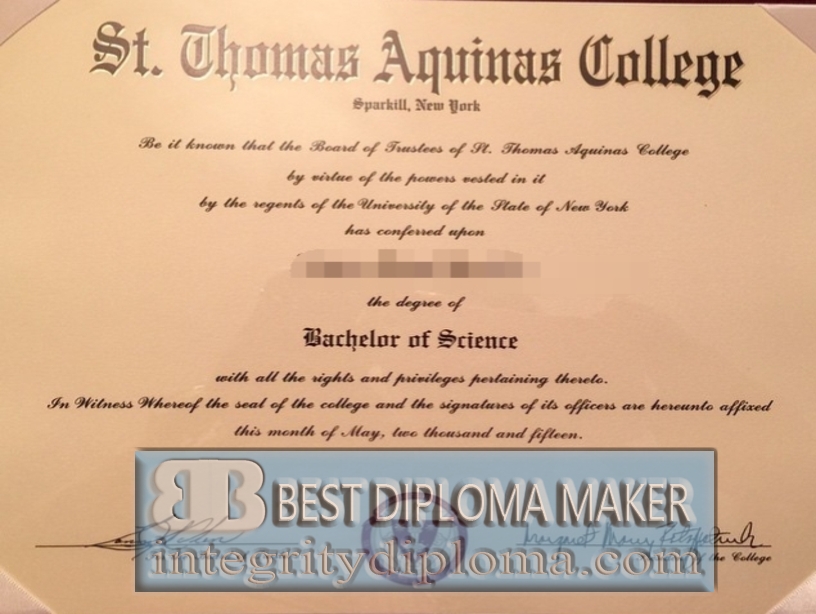 St. Thomas Aquinas College
Sparkill, New York
Be it known that the Board of Trustees of St. Thomas Aquinas College
by virtue of the powers vested in it
by the regents of the University of the State of New York
has conferred upon
the degree of
Bachelor of Science
with all the rights and privileges pertaining thereto.
In Witness Whereof the seal of the college and the signatures of its officers are hereunto affixed
this month of May, two thousand and fifteen.
BB BEST DIPLOMA MAKER
of the College
integritydiploma.com